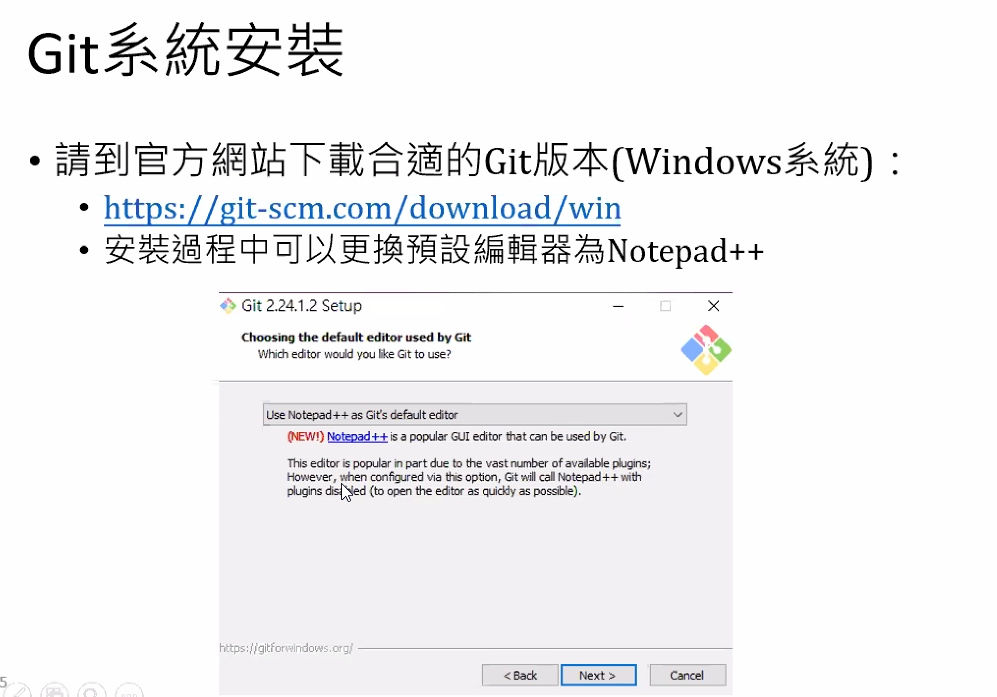 Git系統安裝
• 請到官方網站下載合適的Git版本(Windows系統)：
• https://git-scm.com/download/win
• 安裝過程中可以更換預設編輯器為Notepad++
Git 2.24.1.2 Setup
Choosing the default editor used by Git
Which editor would you like Git to use?
Use Notepad++ as Git's default editor
(NEW!) Notepad++ is a popular GUI editor that can be used by Git.
This editor is popular in part due to the vast number of available plugins;
However, when configured via this option, Git will call Notepad++ with
plugins disabled (to open the editor as quickly as possible).
https://gitforwindows.org/
< Back
Next >
Cancel
5